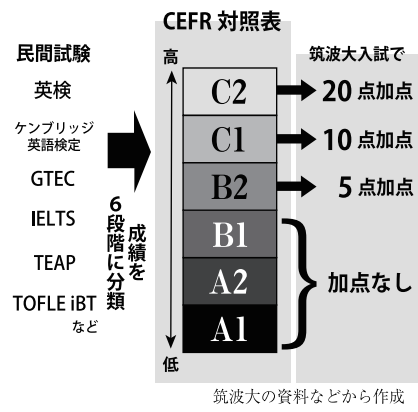 CEFR 対照表
民間試験
英検
ケンブリッジ
英語検定
GTEC
IELTS
TEAP
TOFLE iBT
など
成績を
6段階に分類
高
C2
C1
B2
B1
A2
A1
低
筑波大入試で
20 点加点
10 点加点
5 点加点
加点なし
筑波大の資料などから作成